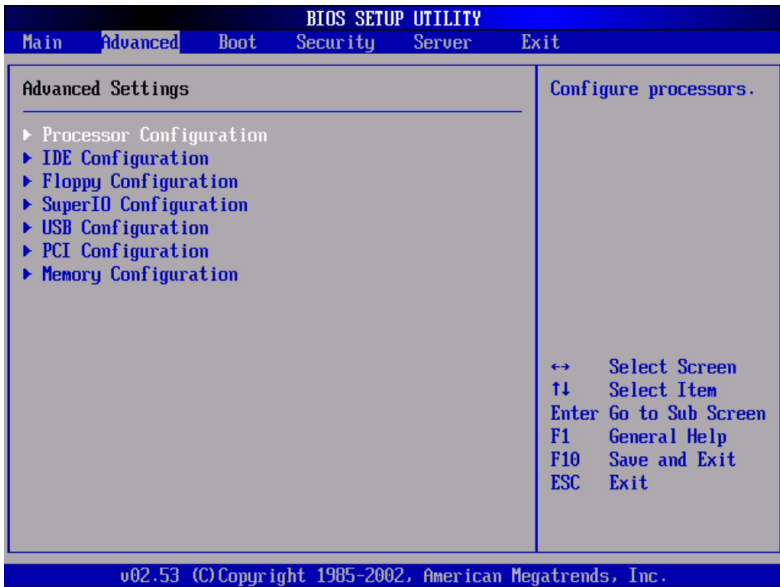 BIOS SETUP UTILITY
Main Advanced Boot Security Server Exit
Advanced Settings
Processor Configuration
IDE Configuration
Floppy Configuration
SuperIO Configuration
USB Configuration
PCI Configuration
Memory Configuration
Configure processors.
↔ Select Screen
↑↓ Select Item
Enter Go to Sub Screen
F1 General Help
F10 Save and Exit
ESC Exit
v02.53 (C)Copyright 1985-2002, American Megatrends, Inc.